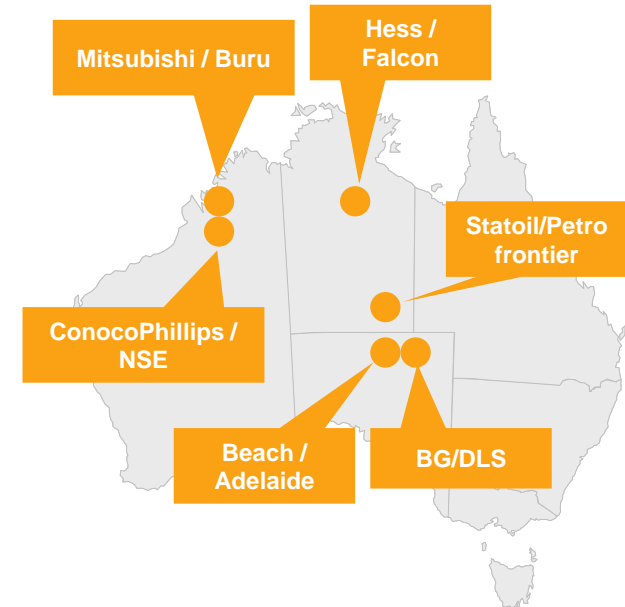 Hess /
Falcon
Mitsubishi / Buru
Statoil/Petro
frontier
ConocoPhillips /
NSE
Beach /
Adelaide
BG/DLS